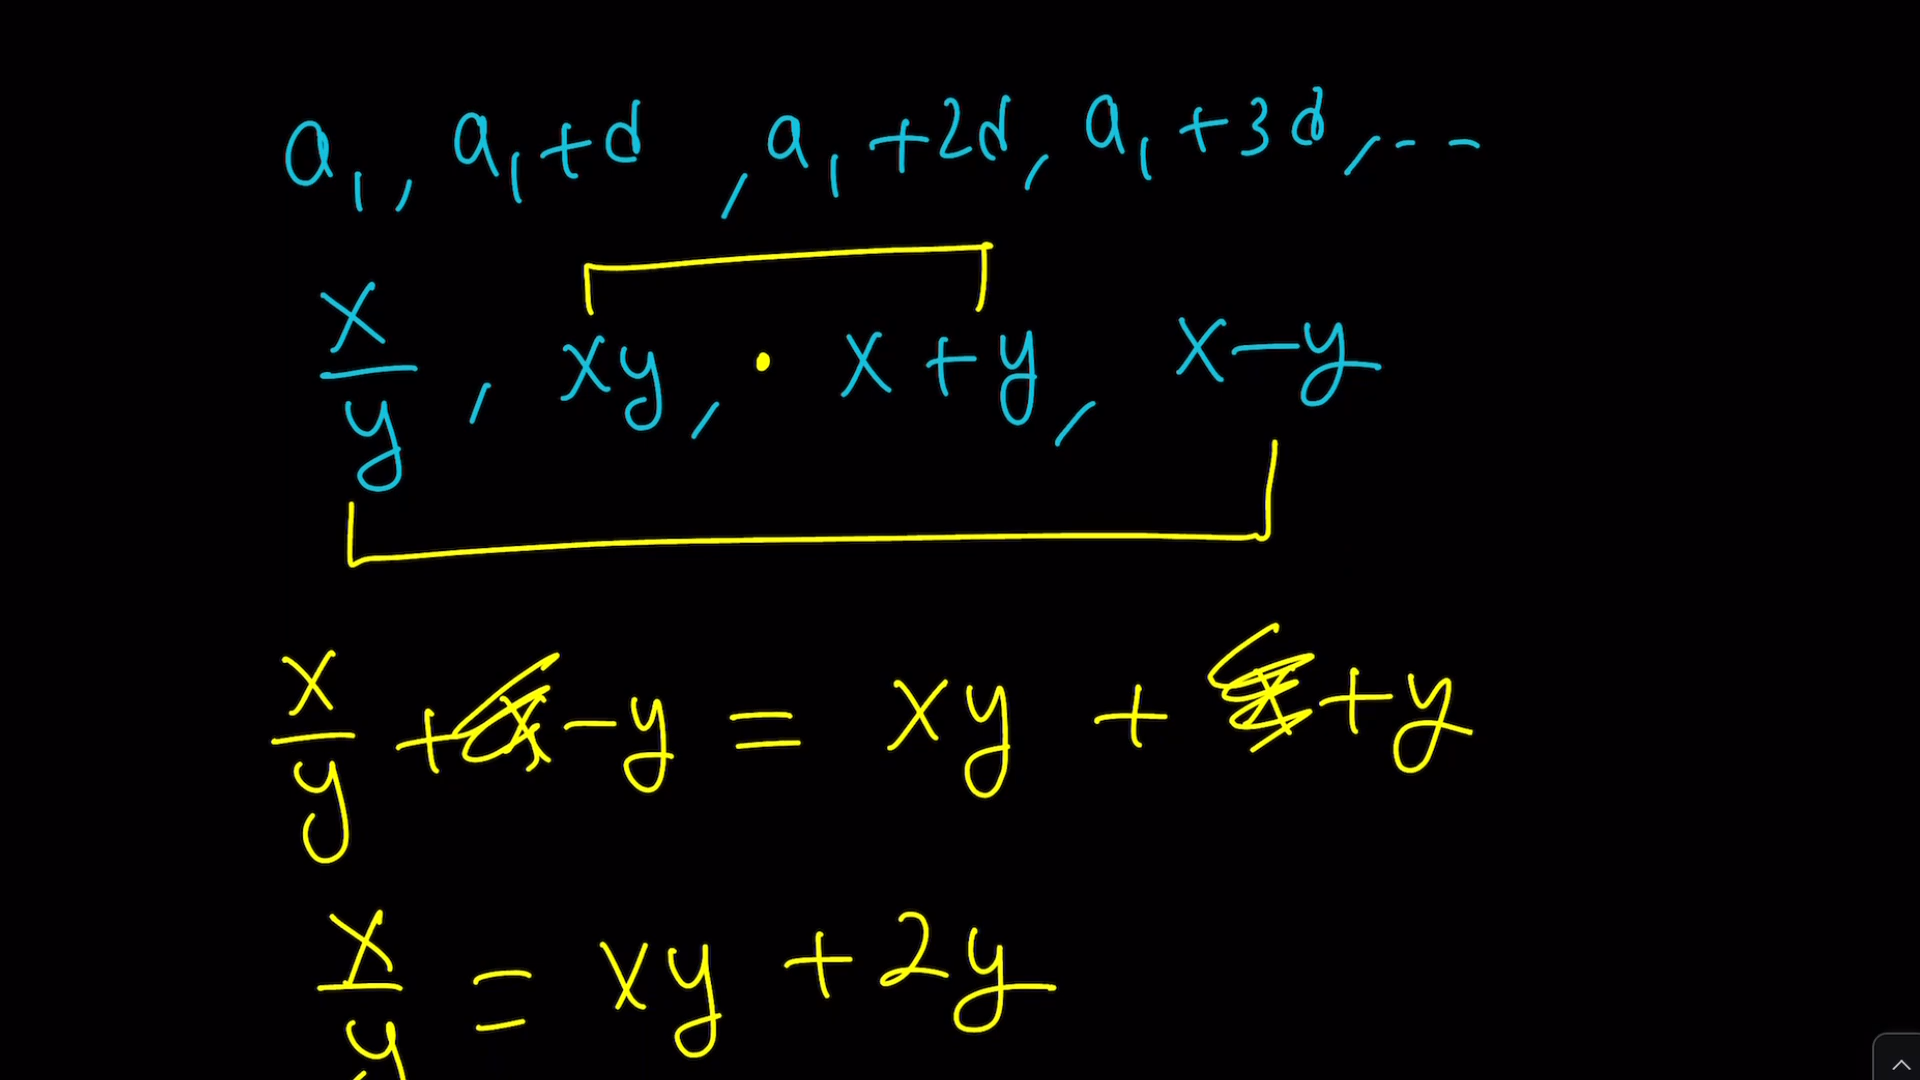 a₁, a₁+d, a₁+2d, a₁+3d, --
x/y, xy, · x+y, x-y
x/y + x - y = xy + x + y
x/y = xy + 2y